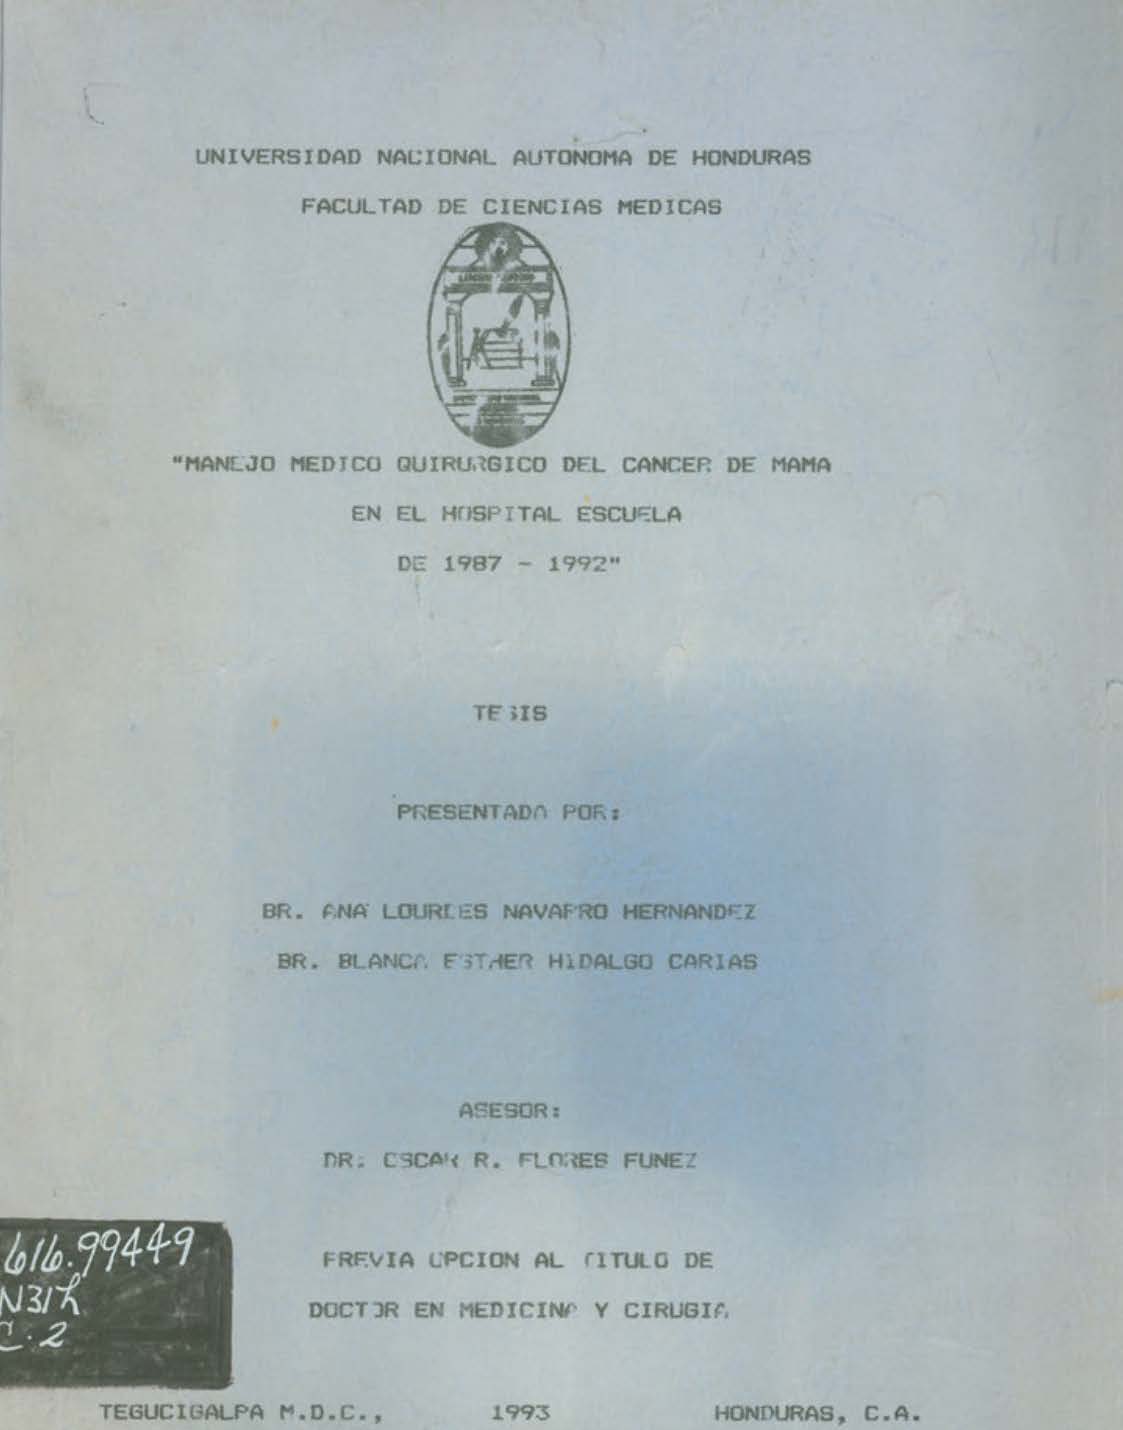 UNIVERSIDAD NACIONAL AUTONOMA DE HONDURAS
FACULTAD DE CIENCIAS MEDICAS
"MANEJO MEDICO QUIRURGICO DEL CANCER DE MAMA
EN EL HOSPITAL ESCUELA
DE 1987 - 1992"
TESIS
PRESENTADA POR:
BR. ANA LOURDES NAVARRO HERNANDEZ
BR. BLANCA ESTHER HIDALGO CARIAS
ASESOR:
DR. OSCAR R. FLORES FUNEZ
PREVIA OPCION AL TITULO DE
DOCTOR EN MEDICINA Y CIRUGIA
616.99449
C.2
TEGUCIGALPA M.D.C., 1993 HONDURAS, C.A.